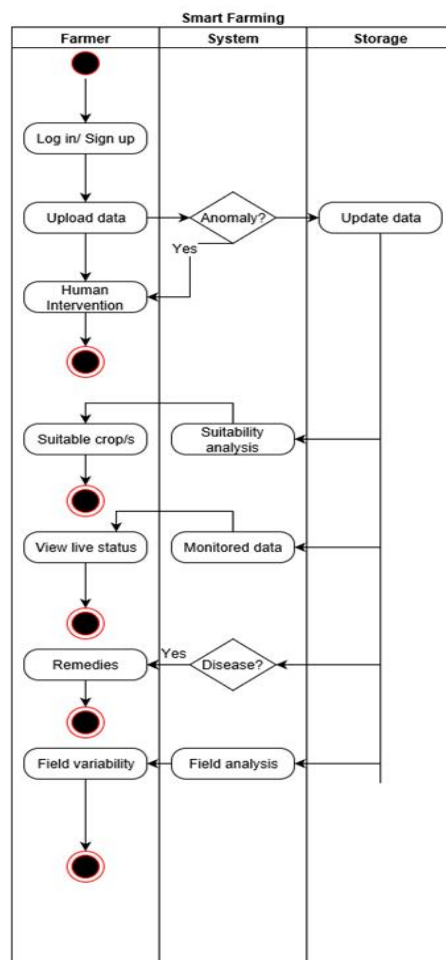 Smart Farming
Farmer
System
Storage
Log in/ Sign up
Upload data
Anomaly?
Update data
Yes
Human
Intervention
Suitable crop/s
Suitability
analysis
View live status
Monitored data
Remedies
Yes
Disease?
Field variability
Field analysis